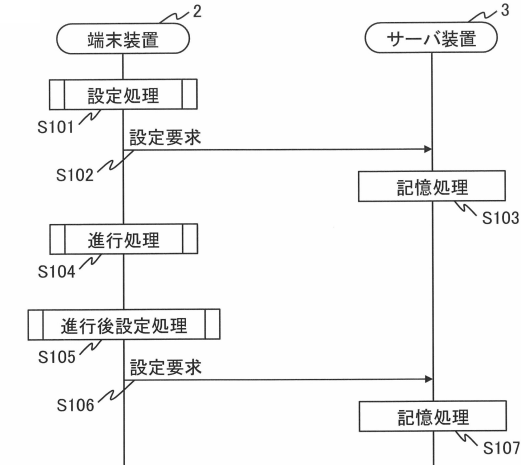 2
3
端末装置
サーバ装置
設定処理
S101
設定要求
S102
記憶処理
S103
進行処理
S104
進行後設定処理
S105
設定要求
S106
記憶処理
S107